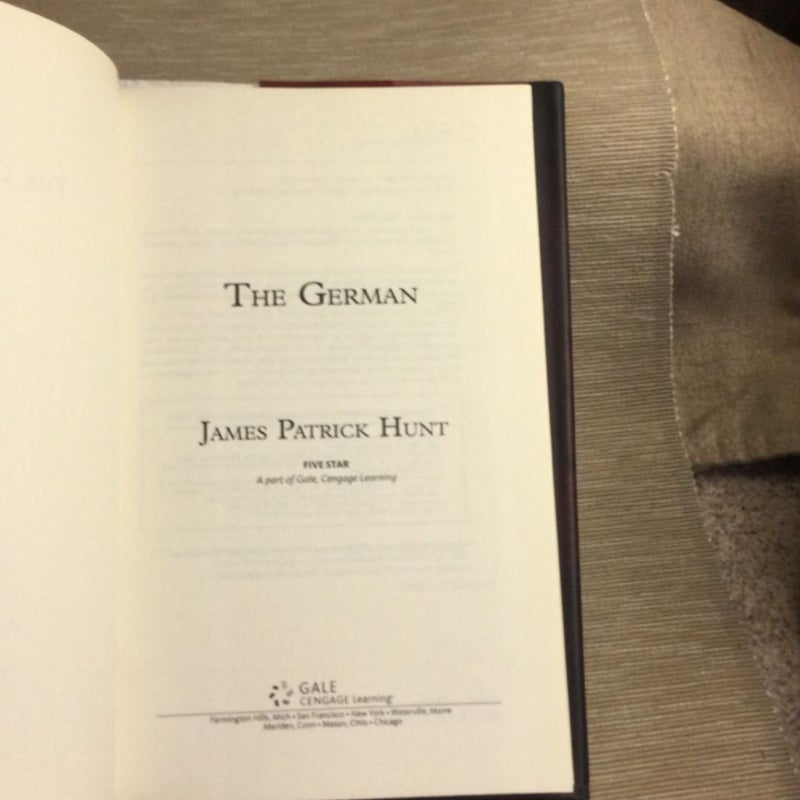 THE GERMAN
JAMES PATRICK HUNT
FIVE STAR
A part of Gale, Cengage Learning
GALE
CENGAGE Learning
Farmington Hills, Mich • San Francisco • New York • Waterville, Maine
Meriden, Conn • Mason, Ohio • Chicago